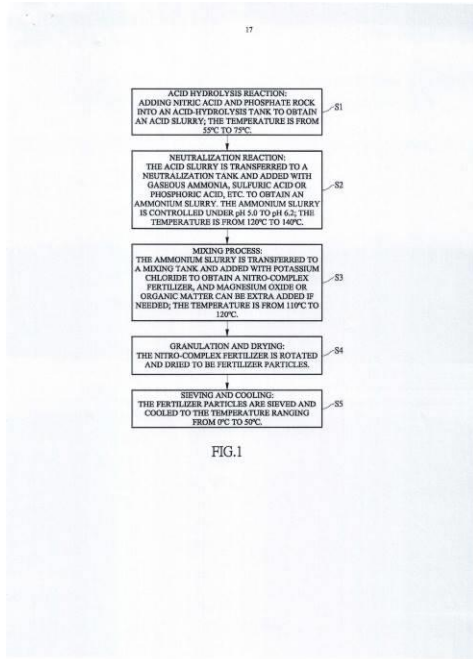 17
ACID HYDROLYSIS REACTION:
ADDING NITRIC ACID AND PHOSPHATE ROCK
INTO AN ACID-HYDROLYSIS TANK TO OBTAIN
AN ACID SLURRY; THE TEMPERATURE IS FROM
55°C TO 75°C.
S1
NEUTRALIZATION REACTION:
THE ACID SLURRY IS TRANSFERRED TO A
NEUTRALIZATION TANK AND ADDED WITH
GASEOUS AMMONIA, SULFURIC ACID OR
PHOSPHORIC ACID, ETC. TO OBTAIN AN
AMMONIUM SLURRY. THE AMMONIUM SLURRY
IS CONTROLLED UNDER pH 5.0 TO pH 6.2; THE
TEMPERATURE IS FROM 120°C TO 140°C.
S2
MIXING PROCESS:
THE AMMONIUM SLURRY IS TRANSFERRED TO
A MIXING TANK AND ADDED WITH POTASSIUM
CHLORIDE TO OBTAIN A NITRO-COMPLEX
FERTILIZER, AND MAGNESIUM OXIDE OR
ORGANIC MATTER CAN BE EXTRA ADDED IF
NEEDED; THE TEMPERATURE IS FROM 110°C TO
120°C.
S3
GRANULATION AND DRYING:
THE NITRO-COMPLEX FERTILIZER IS ROTATED
AND DRIED TO BE FERTILIZER PARTICLES.
S4
SIEVING AND COOLING:
THE FERTILIZER PARTICLES ARE SIEVED AND
COOLED TO THE TEMPERATURE RANGING
FROM 0°C TO 50°C.
S5
FIG.1